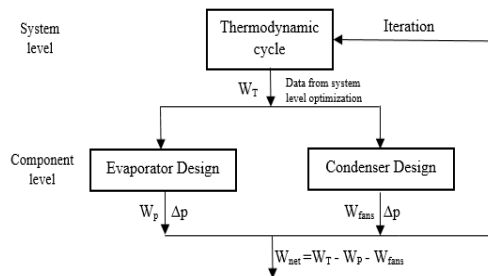 System
level
Thermodynamic
cycle
Iteration
W_T
Data from system
level optimization
Component
level
Evaporator Design
Condenser Design
W_p Δp
W_fans Δp
W_net =W_T - W_P - W_fans